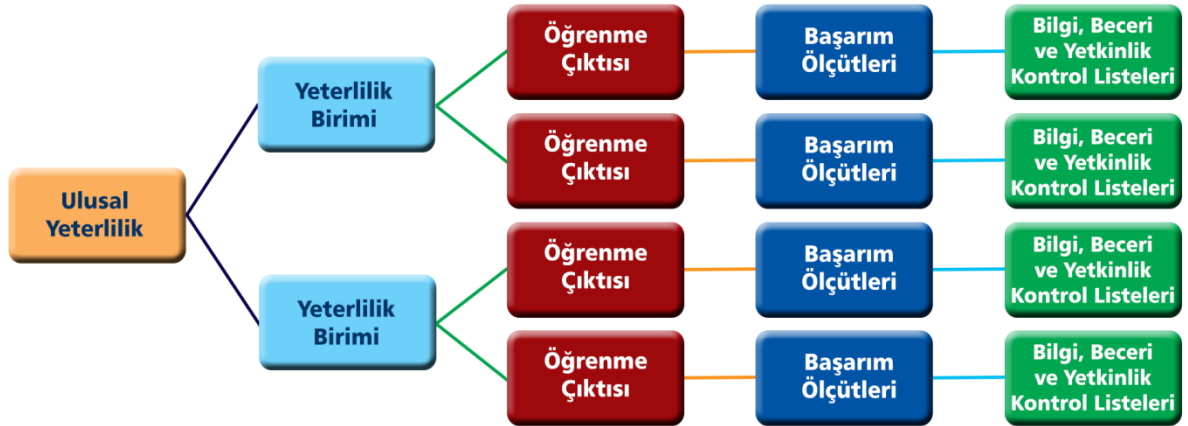 Ulusal
Yeterlilik
Yeterlilik
Birimi
Öğrenme
Çıktısı
Başarım
Ölçütleri
Bilgi, Beceri
ve Yetkinlik
Kontrol Listeleri
Öğrenme
Çıktısı
Başarım
Ölçütleri
Bilgi, Beceri
ve Yetkinlik
Kontrol Listeleri
Yeterlilik
Birimi
Öğrenme
Çıktısı
Başarım
Ölçütleri
Bilgi, Beceri
ve Yetkinlik
Kontrol Listeleri
Öğrenme
Çıktısı
Başarım
Ölçütleri
Bilgi, Beceri
ve Yetkinlik
Kontrol Listeleri